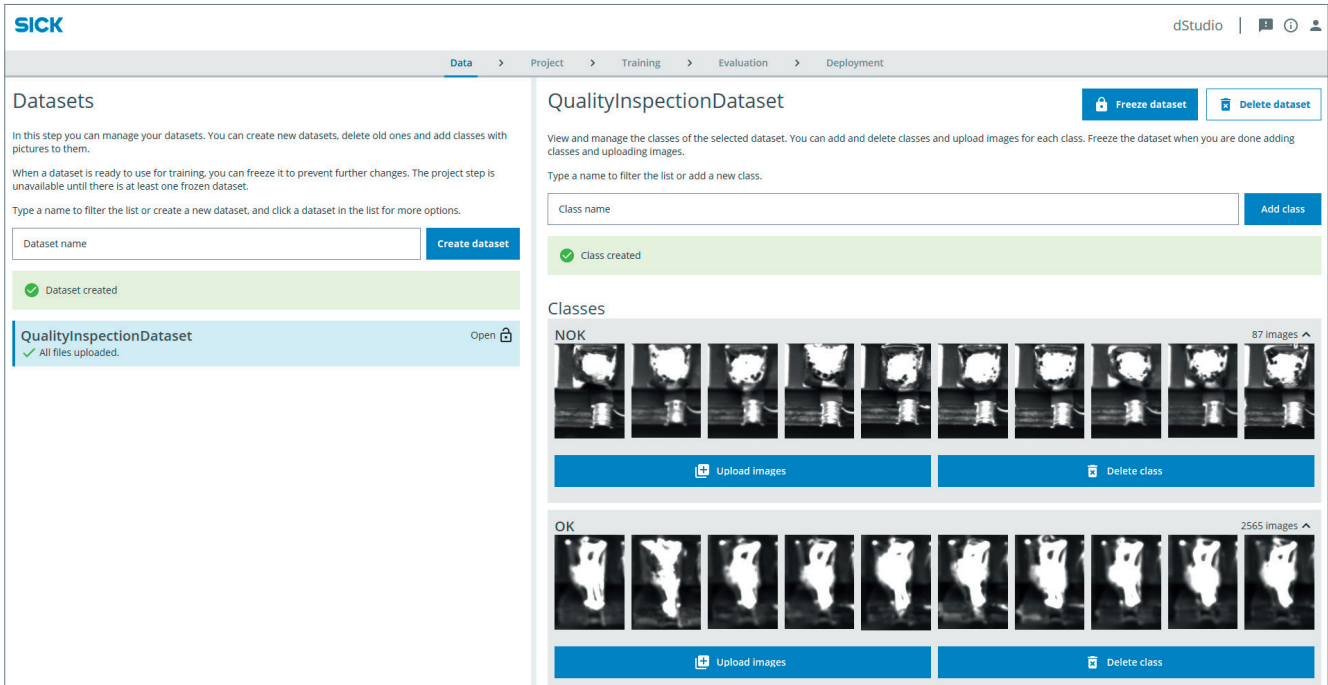 SICK
dStudio
Data > Project > Training > Evaluation > Deployment
Datasets
In this step you can manage your datasets. You can create new datasets, delete old ones and add classes with
pictures to them.
When a dataset is ready to use for training, you can freeze it to prevent further changes. The project step is
unavailable until there is at least one frozen dataset.
Type a name to filter the list or create a new dataset, and click a dataset in the list for more options.
Dataset name
Create dataset
Dataset created
QualityInspectionDataset
Open
All files uploaded.
QualityInspectionDataset
Freeze dataset
Delete dataset
View and manage the classes of the selected dataset. You can add and delete classes and upload images for each class. Freeze the dataset when you are done adding
classes and uploading images.
Type a name to filter the list or add a new class.
Class name
Add class
Class created
Classes
NOK
87 images
Upload images
Delete class
OK
2565 images
Upload images
Delete class